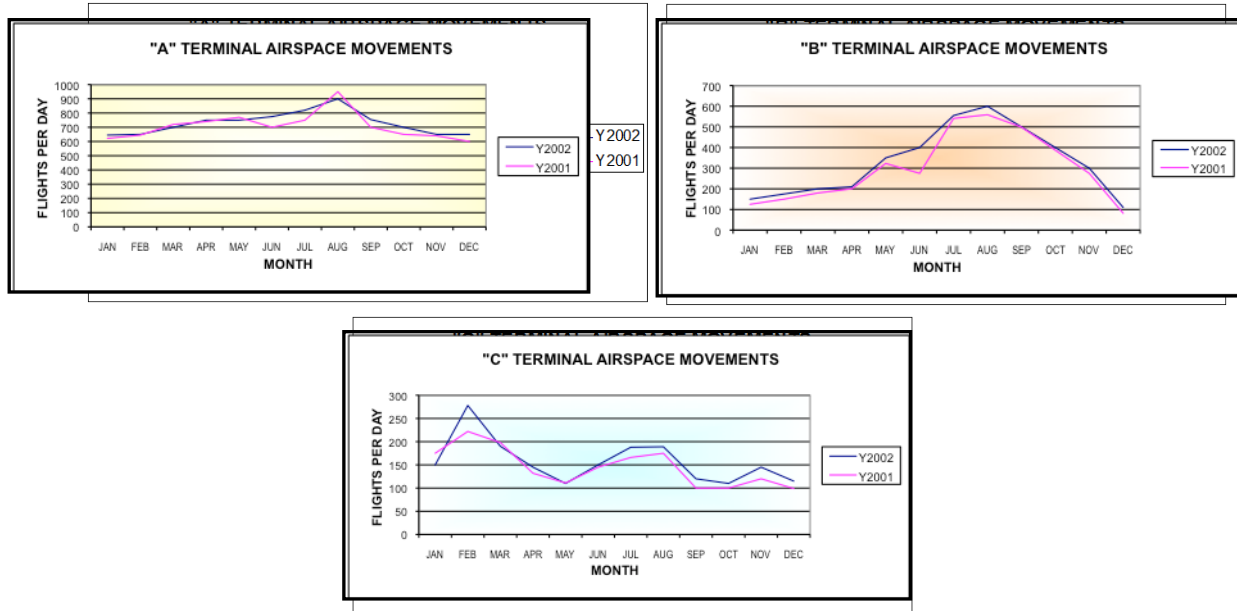 "A" TERMINAL AIRSPACE MOVEMENTS
FLIGHTS PER DAY
1000
900
800
700
600
500
400
300
200
100
0
JAN FEB MAR APR MAY JUN JUL AUG SEP OCT NOV DEC
MONTH
Y2002
Y2001
Y2002
Y2001
"B" TERMINAL AIRSPACE MOVEMENTS
FLIGHTS PER DAY
700
600
500
400
300
200
100
0
JAN FEB MAR APR MAY JUN JUL AUG SEP OCT NOV DEC
MONTH
Y2002
Y2001
"C" TERMINAL AIRSPACE MOVEMENTS
FLIGHTS PER DAY
300
250
200
150
100
50
0
JAN FEB MAR APR MAY JUN JUL AUG SEP OCT NOV DEC
MONTH
Y2002
Y2001